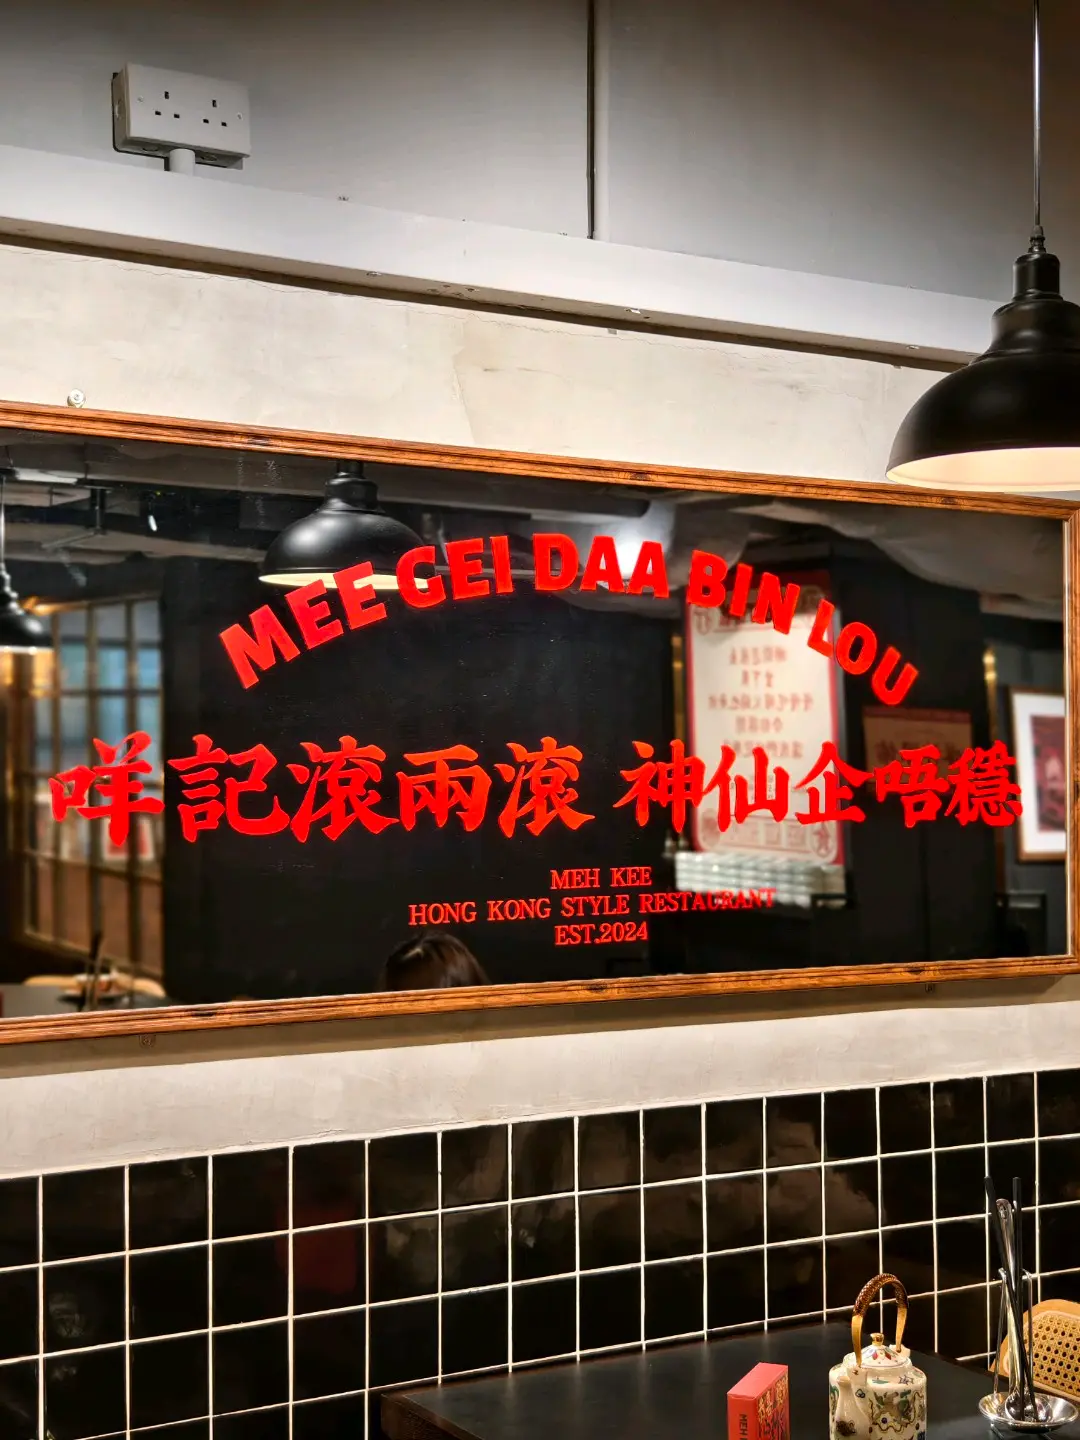 MEE GEI DAA BIN LOU
咩記滾兩滾 神仙企唔穩
MEH KEE
HONG KONG STYLE RESTAURANT
EST.2024